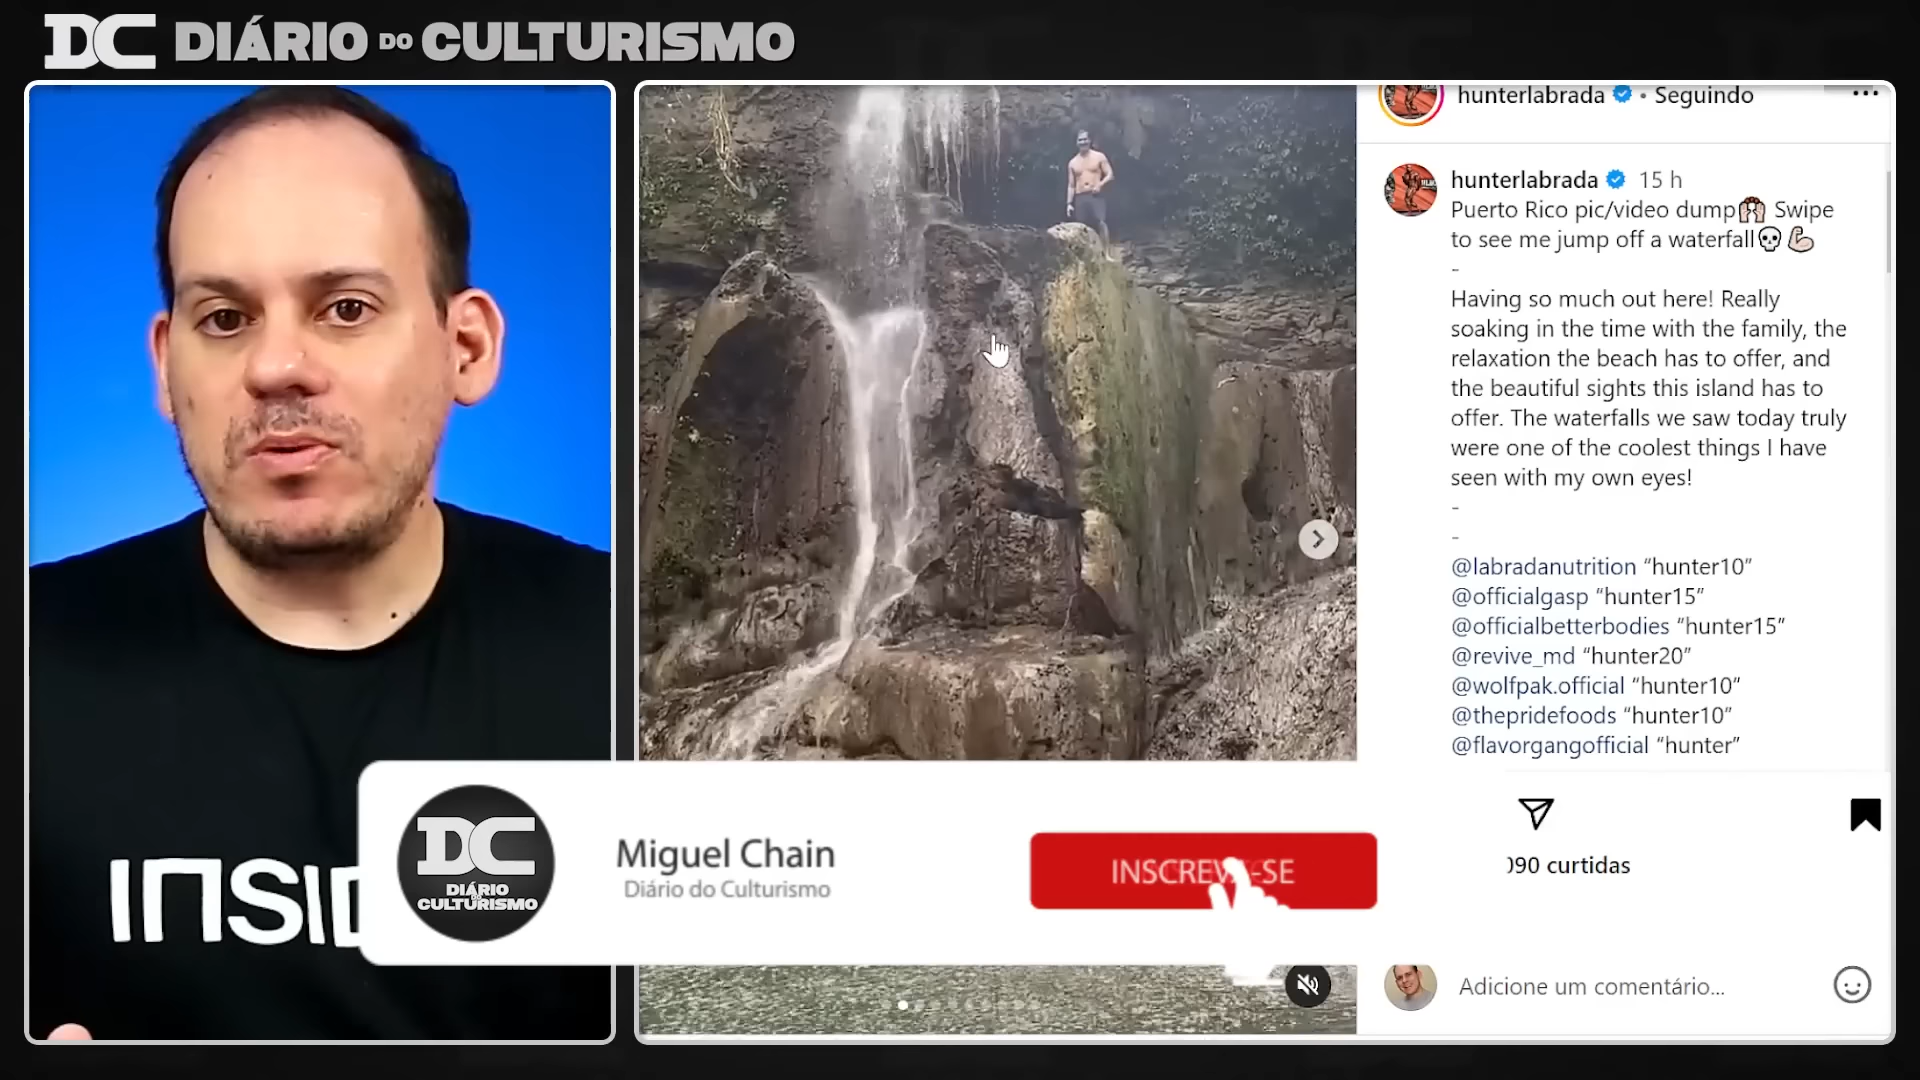 DC DIÁRIO DO CULTURISMO
hunterlabrada • Seguindo
hunterlabrada 15 h
Puerto Rico pic/video dump🙌 Swipe
to see me jump off a waterfall💀💪
-
Having so much out here! Really
soaking in the time with the family, the
relaxation the beach has to offer, and
the beautiful sights this island has to
offer. The waterfalls we saw today truly
were one of the coolest things I have
seen with my own eyes!
-
-
@labradanutrition “hunter10”
@officialgasp “hunter15”
@officialbetterbodies “hunter15”
@revive_md “hunter20”
@wolfpak.official “hunter10”
@thepridefoods “hunter10”
@flavorgangofficial “hunter”
090 curtidas
Adicione um comentário...
INSID
DC
DIÁRIO
DO
CULTURISMO
Miguel Chain
Diário do Culturismo
INSCREVA-SE